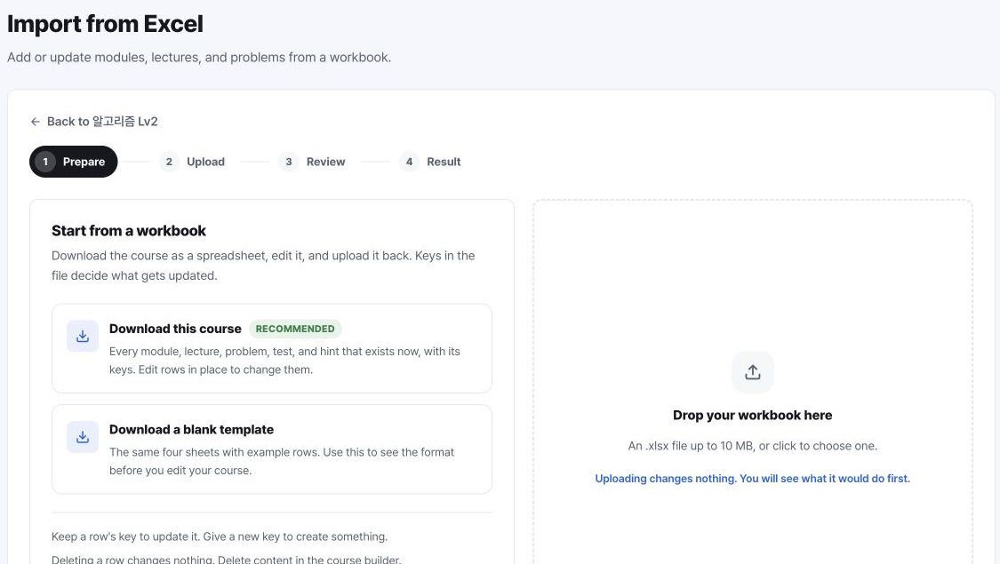 Import from Excel
Add or update modules, lectures, and problems from a workbook.
← Back to 알고리즘 Lv2
1 Prepare 2 Upload 3 Review 4 Result
Start from a workbook
Download the course as a spreadsheet, edit it, and upload it back. Keys in the
file decide what gets updated.
Download this course RECOMMENDED
Every module, lecture, problem, test, and hint that exists now, with its
keys. Edit rows in place to change them.
Download a blank template
The same four sheets with example rows. Use this to see the format
before you edit your course.
Keep a row's key to update it. Give a new key to create something.
Deleting a row changes nothing. Delete content in the course builder.
Drop your workbook here
An .xlsx file up to 10 MB, or click to choose one.
Uploading changes nothing. You will see what it would do first.